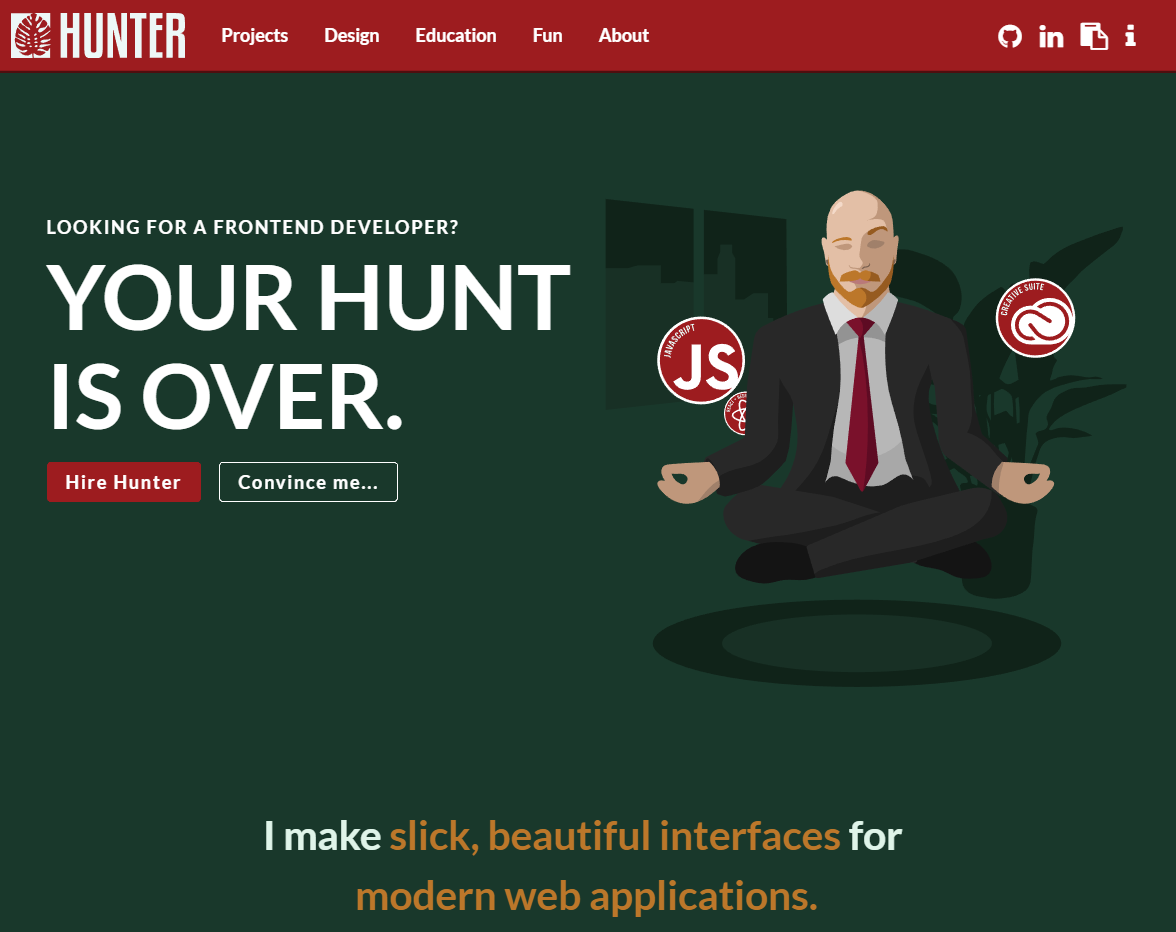 HUNTER
Projects Design Education Fun About
LOOKING FOR A FRONTEND DEVELOPER?
YOUR HUNT
IS OVER.
Hire Hunter Convince me...
JAVASCRIPT
JS
CREATIVE SUITE
I make slick, beautiful interfaces for
modern web applications.